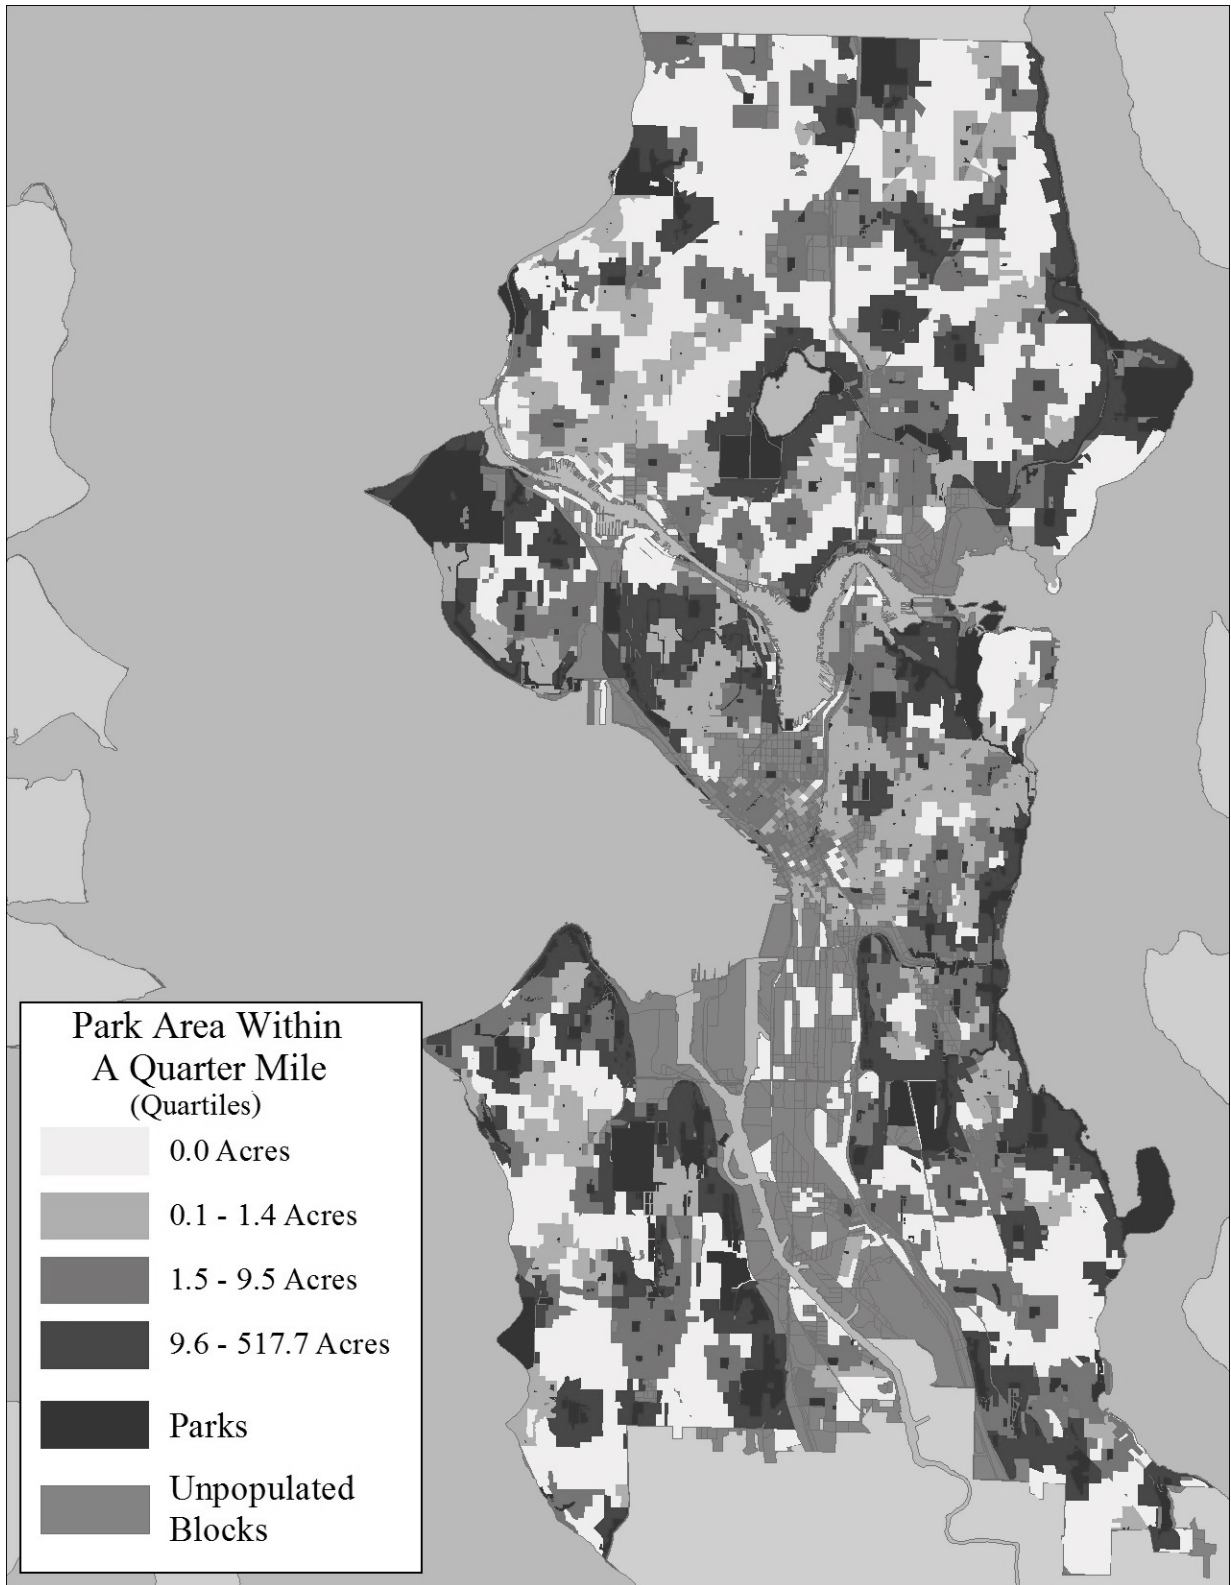 Park Area Within
A Quarter Mile
(Quartiles)
0.0 Acres
0.1 - 1.4 Acres
1.5 - 9.5 Acres
9.6 - 517.7 Acres
Parks
Unpopulated
Blocks